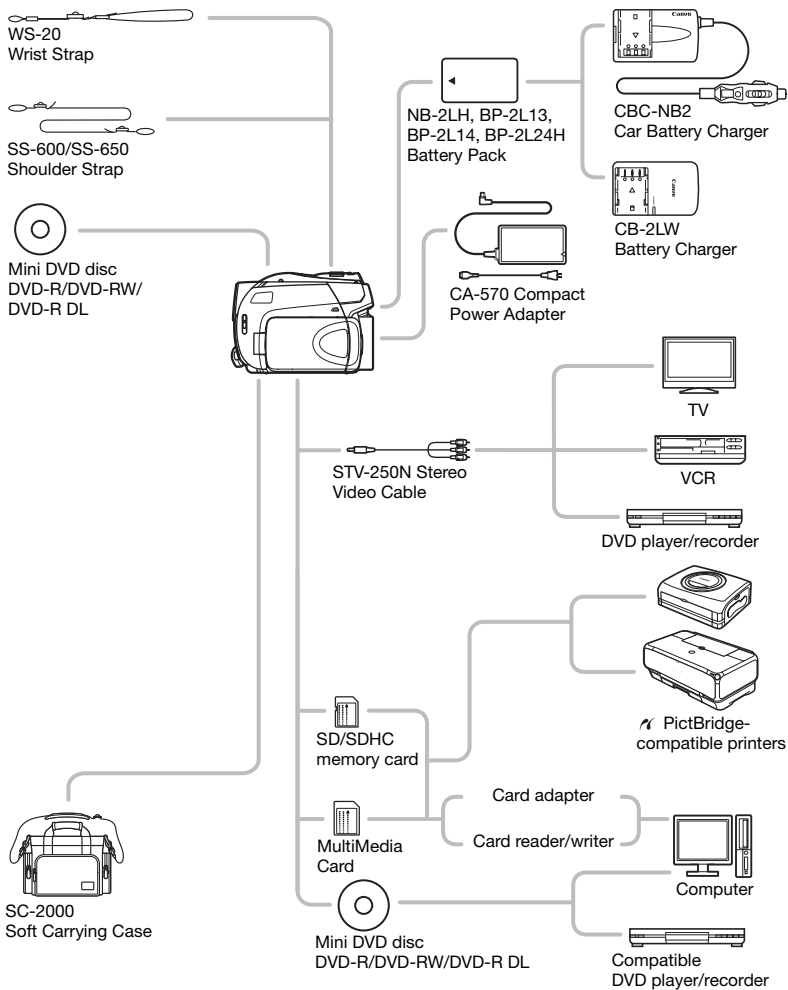 WS-20
Wrist Strap
SS-600/SS-650
Shoulder Strap
Mini DVD disc
DVD-R/DVD-RW/
DVD-R DL
NB-2LH, BP-2L13,
BP-2L14, BP-2L24H
Battery Pack
CA-570 Compact
Power Adapter
Canon
CBC-NB2
Car Battery Charger
Canon
CB-2LW
Battery Charger
STV-250N Stereo
Video Cable
TV
VCR
DVD player/recorder
PictBridge-
compatible printers
SD/SDHC
memory card
MultiMedia
Card
Card adapter
Card reader/writer
Computer
SC-2000
Soft Carrying Case
Mini DVD disc
DVD-R/DVD-RW/DVD-R DL
Compatible
DVD player/recorder